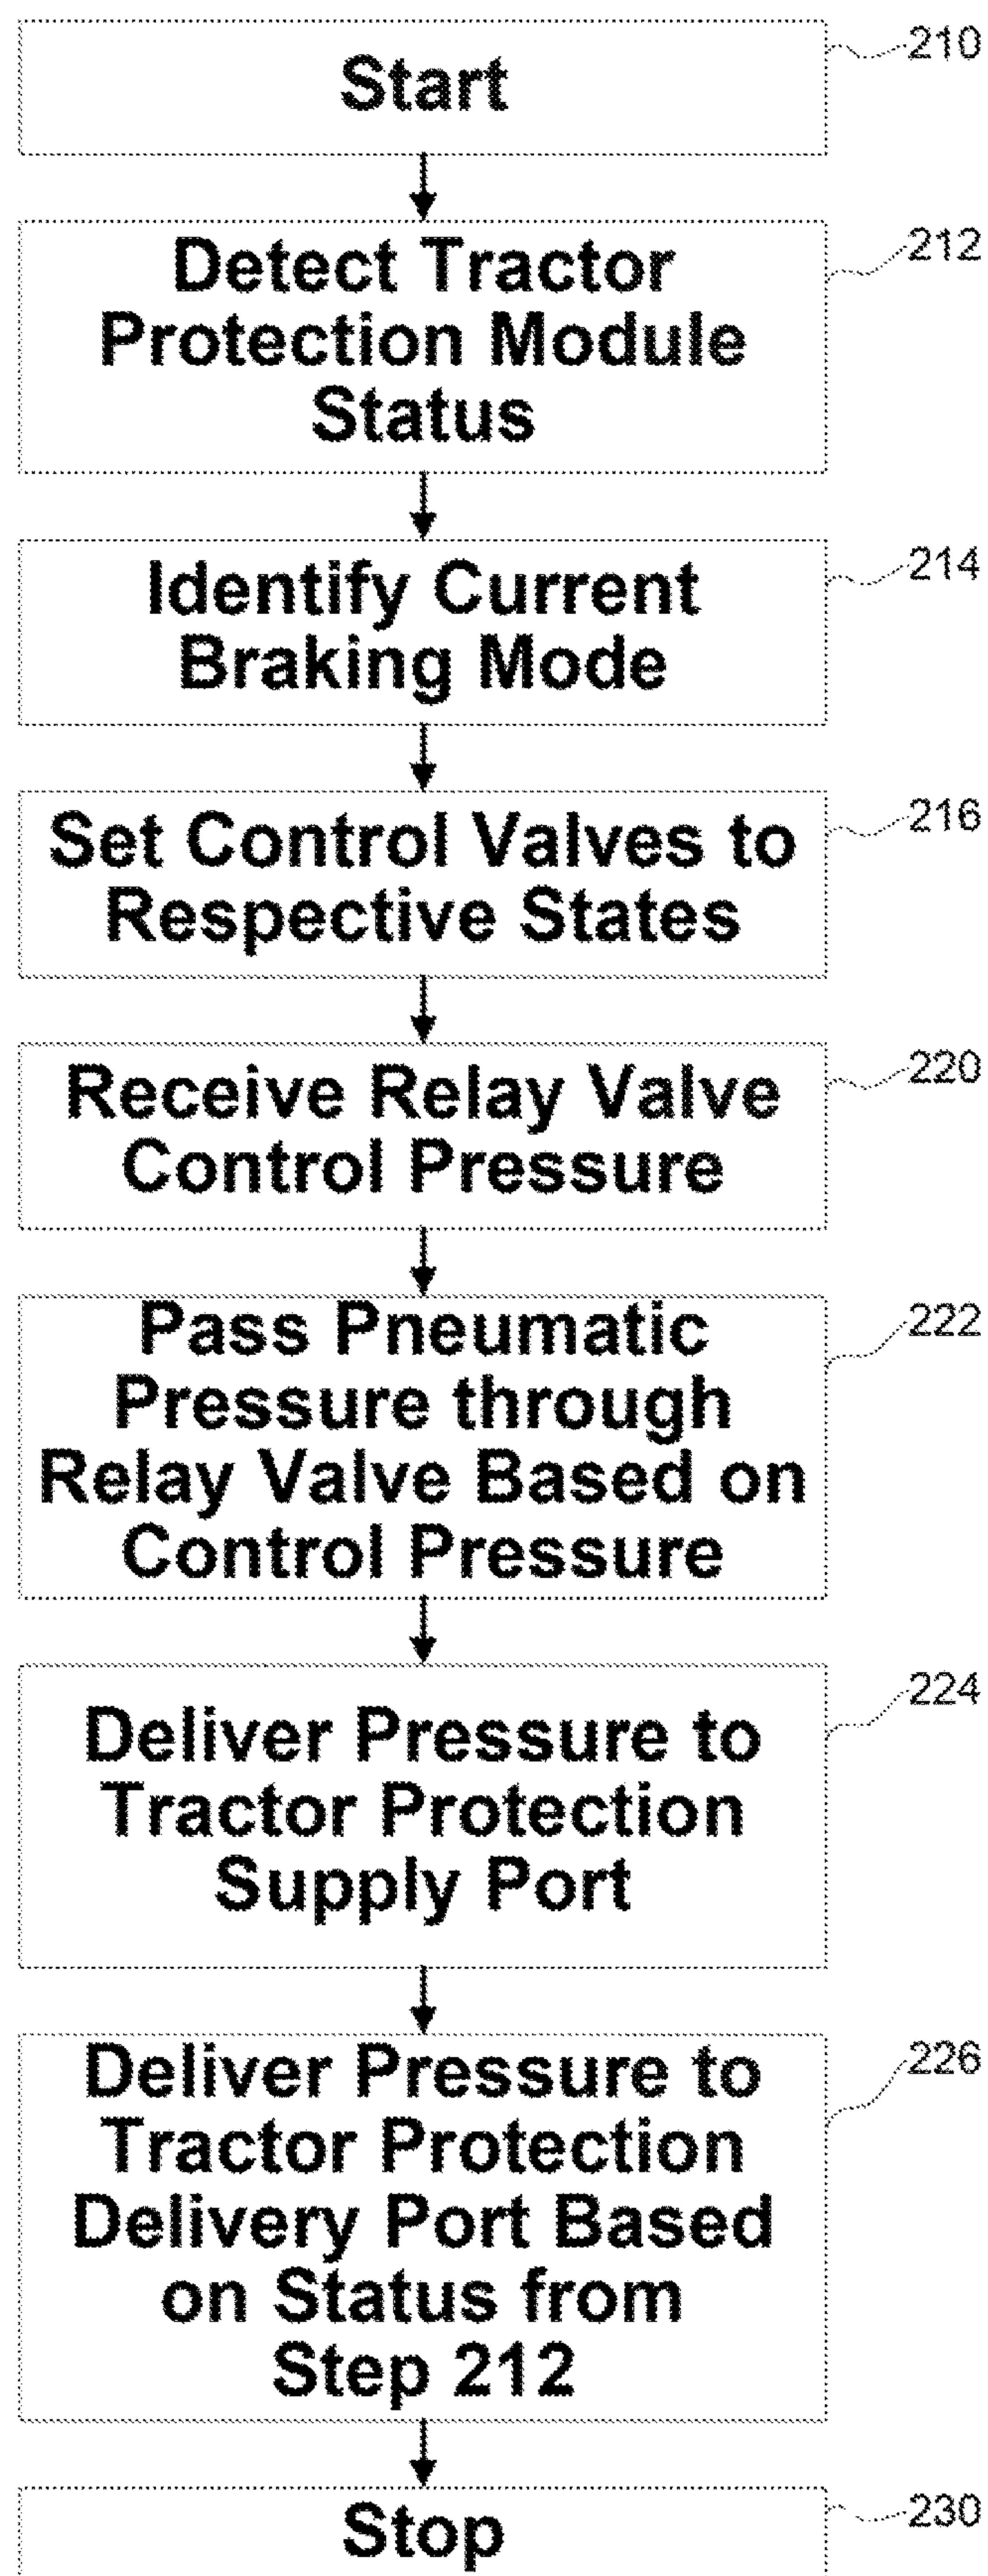 Start
210
Detect Tractor
Protection Module
Status
212
Identify Current
Braking Mode
214
Set Control Valves to
Respective States
216
Receive Relay Valve
Control Pressure
220
Pass Pneumatic
Pressure through
Relay Valve Based on
Control Pressure
222
Deliver Pressure to
Tractor Protection
Supply Port
224
Deliver Pressure to
Tractor Protection
Delivery Port Based
on Status from
Step 212
226
Stop
230